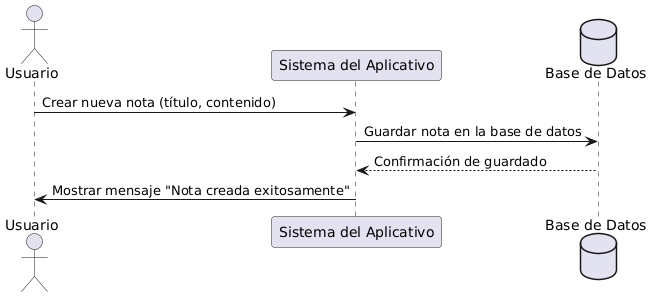 Usuario
Sistema del Aplicativo
Base de Datos
Crear nueva nota (título, contenido)
Guardar nota en la base de datos
Confirmación de guardado
Mostrar mensaje "Nota creada exitosamente"
Usuario
Sistema del Aplicativo
Base de Datos